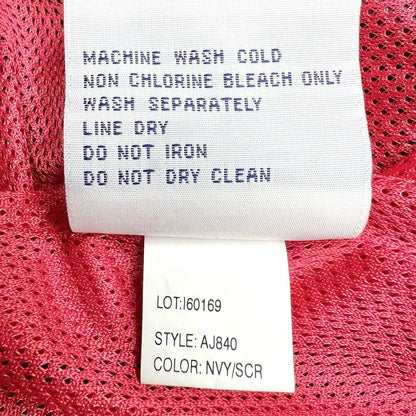 MACHINE WASH COLD
NON CHLORINE BLEACH ONLY
WASH SEPARATELY
LINE DRY
DO NOT IRON
DO NOT DRY CLEAN
LOT:I60169
STYLE: AJ840
COLOR: NVY/SCR